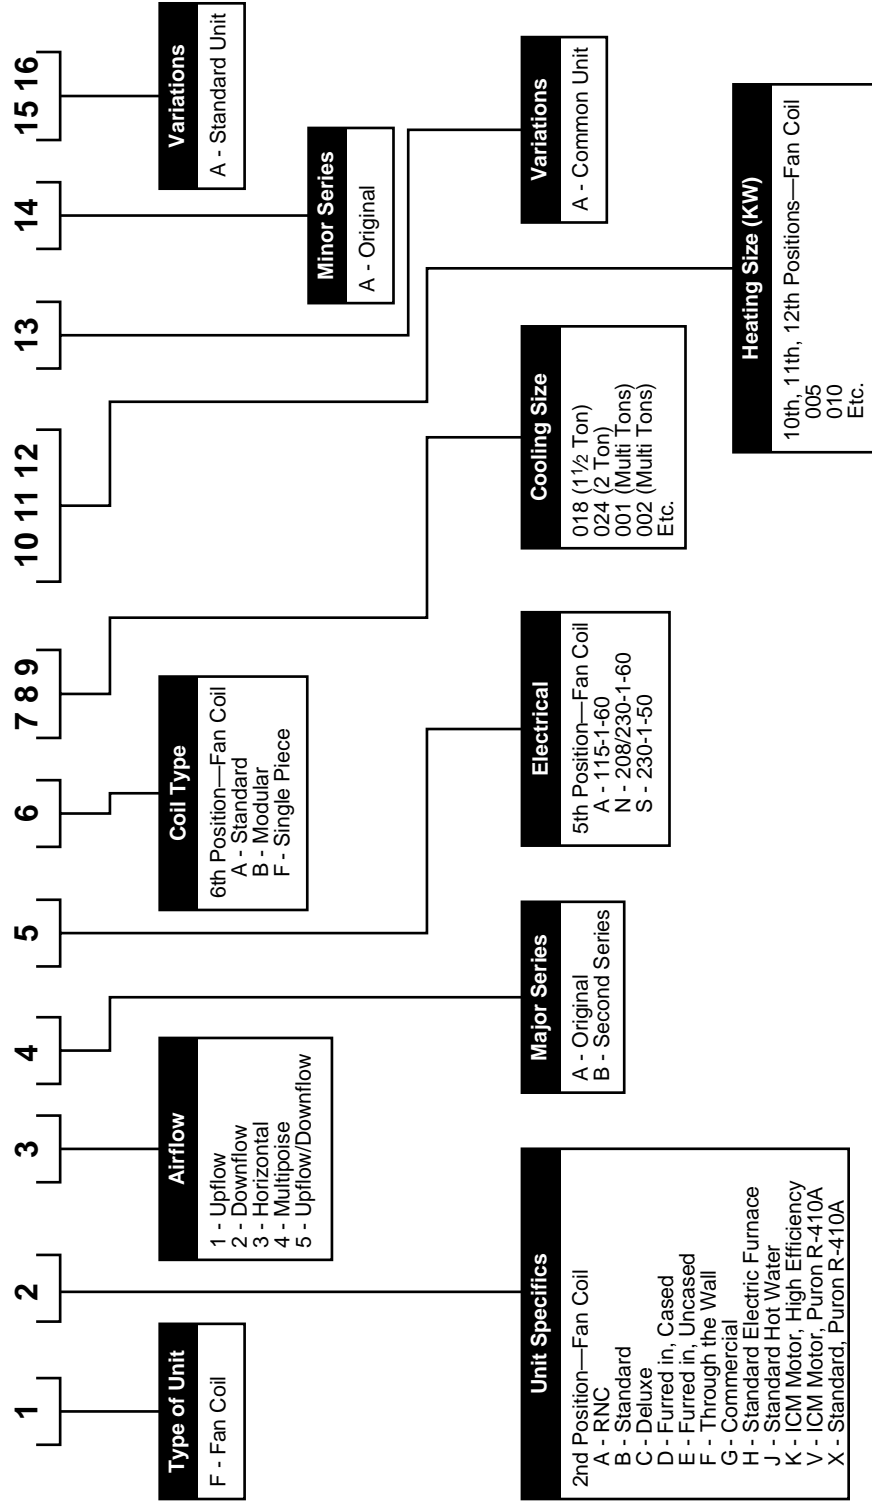 1 2 3 4 5 6 7 8 9 10 11 12 13 14 15 16
Type of Unit
F - Fan Coil
Airflow
1 - Upflow
2 - Downflow
3 - Horizontal
4 - Multipoise
5 - Upflow/Downflow
Coil Type
6th Position—Fan Coil
A - Standard
B - Modular
F - Single Piece
Variations
A - Standard Unit
Minor Series
A - Original
Unit Specifics
2nd Position—Fan Coil
A - RNC
B - Standard
C - Deluxe
D - Furred in, Cased
E - Furred in, Uncased
F - Through the Wall
G - Commercial
H - Standard Electric Furnace
J - Standard Hot Water
K - ICM Motor, High Efficiency
V - ICM Motor, Puron R-410A
X - Standard, Puron R-410A
Major Series
A - Original
B - Second Series
Electrical
5th Position—Fan Coil
A - 115-1-60
N - 208/230-1-60
S - 230-1-50
Cooling Size
018 (1 1/2 Ton)
024 (2 Ton)
001 (Multi Tons)
002 (Multi Tons)
Etc.
Variations
A - Common Unit
Heating Size (KW)
10th, 11th, 12th Positions—Fan Coil
005
010
Etc.